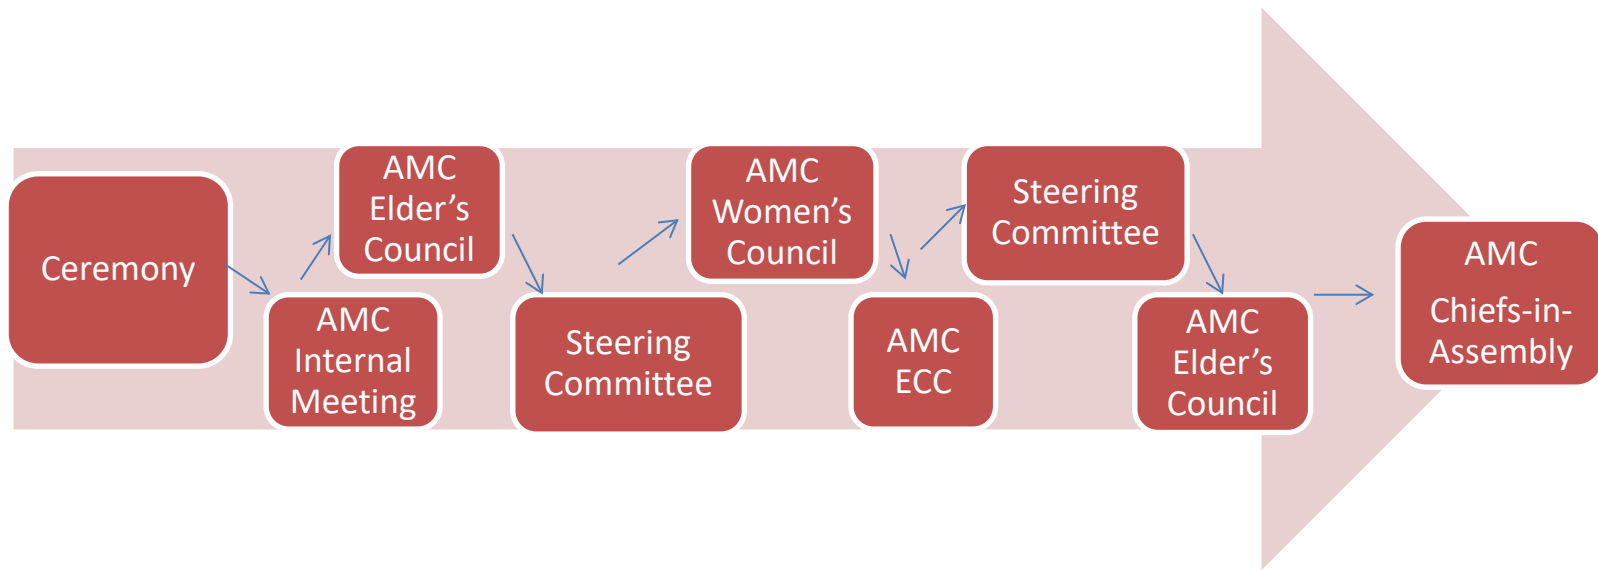 Ceremony
AMC
Internal
Meeting
AMC
Elder’s
Council
Steering
Committee
AMC
Women’s
Council
AMC
ECC
Steering
Committee
AMC
Elder’s
Council
AMC
Chiefs-in-
Assembly